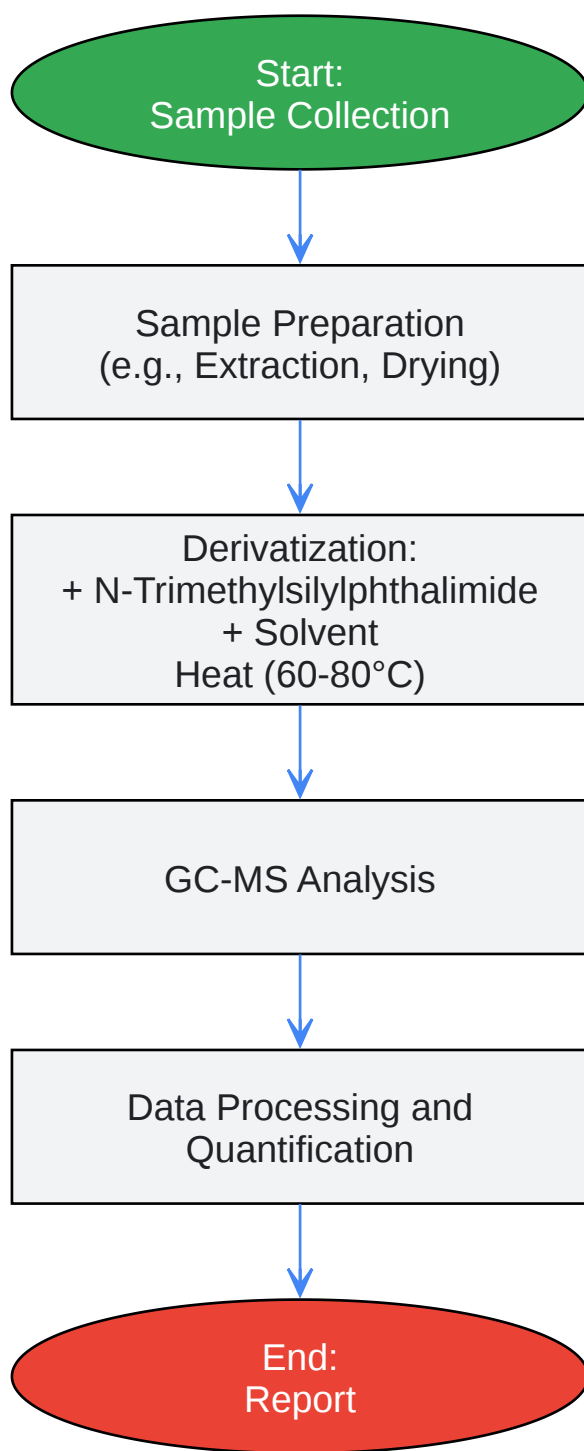 Start:
Sample Collection
Sample Preparation
(e.g., Extraction, Drying)
Derivatization:
+ N-Trimethylsilylphthalimide
+ Solvent
Heat (60-80°C)
GC-MS Analysis
Data Processing and
Quantification
End:
Report